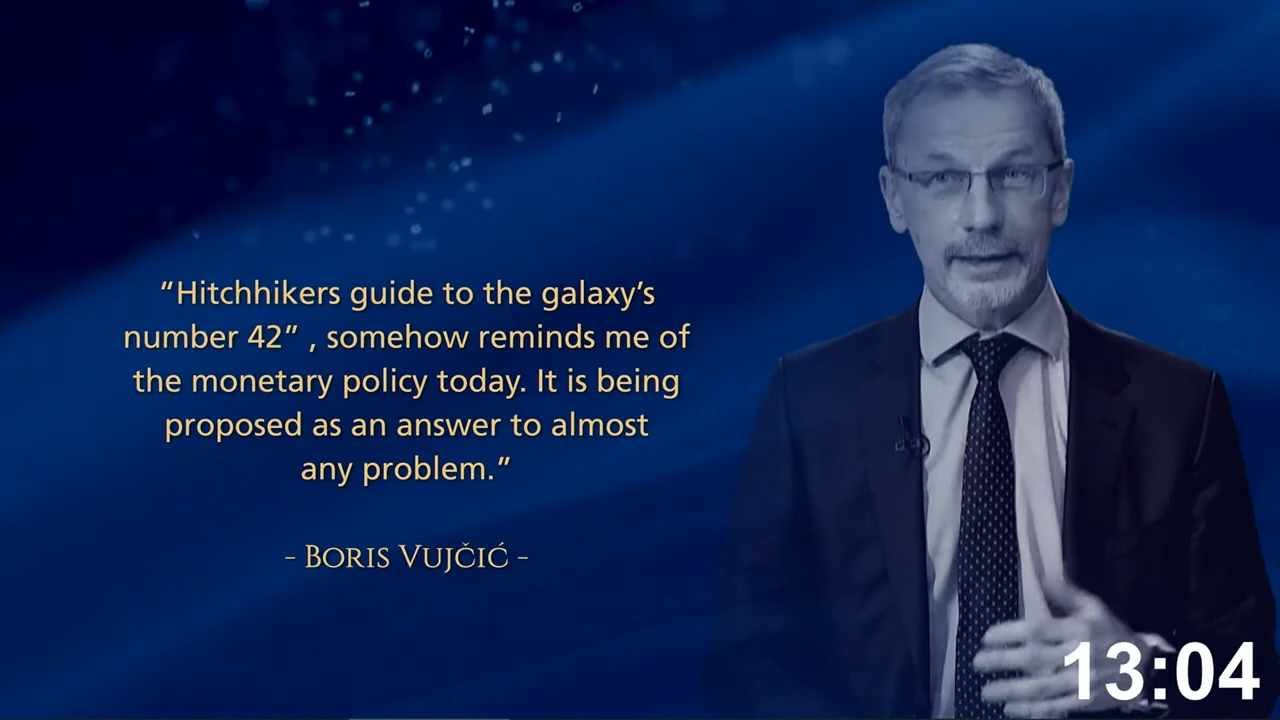 “Hitchhikers guide to the galaxy’s
number 42” , somehow reminds me of
the monetary policy today. It is being
proposed as an answer to almost
any problem.”
- Boris Vujčić -
13:04